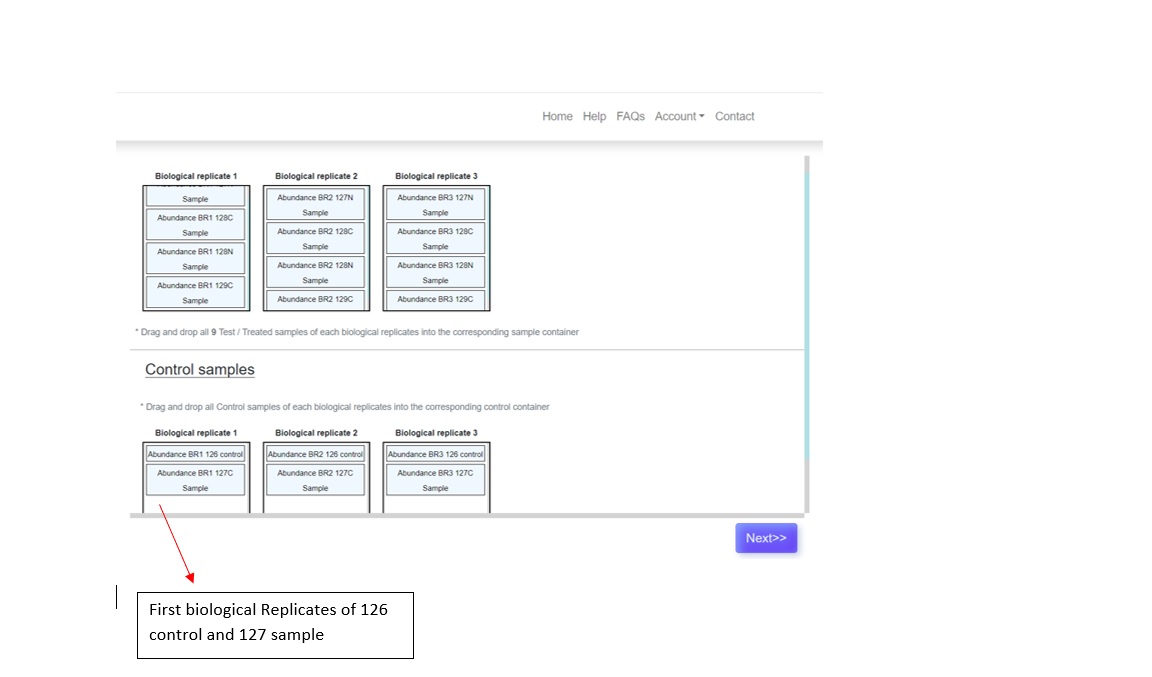 Home Help FAQs Account Contact
Biological replicate 1 Biological replicate 2 Biological replicate 3
Sample
Abundance BR1 128C
Sample
Abundance BR1 128N
Sample
Abundance BR1 129C
Sample
Abundance BR2 127N
Sample
Abundance BR2 128C
Sample
Abundance BR2 128N
Sample
Abundance BR2 129C
Abundance BR3 127N
Sample
Abundance BR3 128C
Sample
Abundance BR3 128N
Sample
Abundance BR3 129C
* Drag and drop all 9 Test / Treated samples of each biological replicates into the corresponding sample container
Control samples
* Drag and drop all Control samples of each biological replicates into the corresponding control container
Biological replicate 1 Biological replicate 2 Biological replicate 3
Abundance BR1 126 control
Abundance BR1 127C
Sample
Abundance BR2 126 control
Abundance BR2 127C
Sample
Abundance BR3 126 control
Abundance BR3 127C
Sample
Next>>
First biological Replicates of 126
control and 127 sample